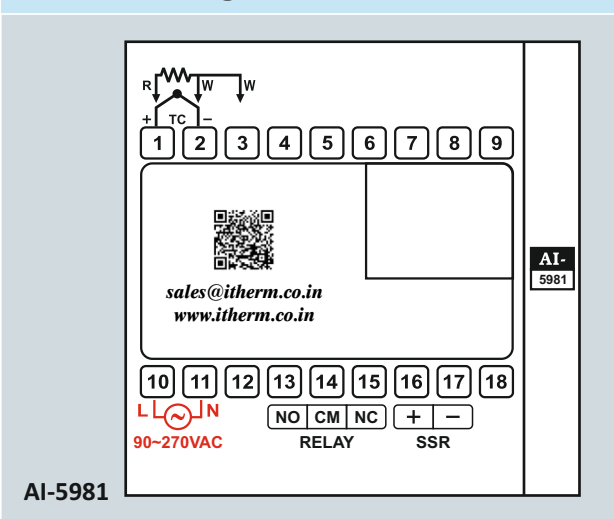 R W W
+ TC −
1 2 3 4 5 6 7 8 9
sales@itherm.co.in
www.itherm.co.in
AI-
5981
10 11 12 13 14 15 16 17 18
L ~ N NO CM NC + −
90~270VAC RELAY SSR
AI-5981